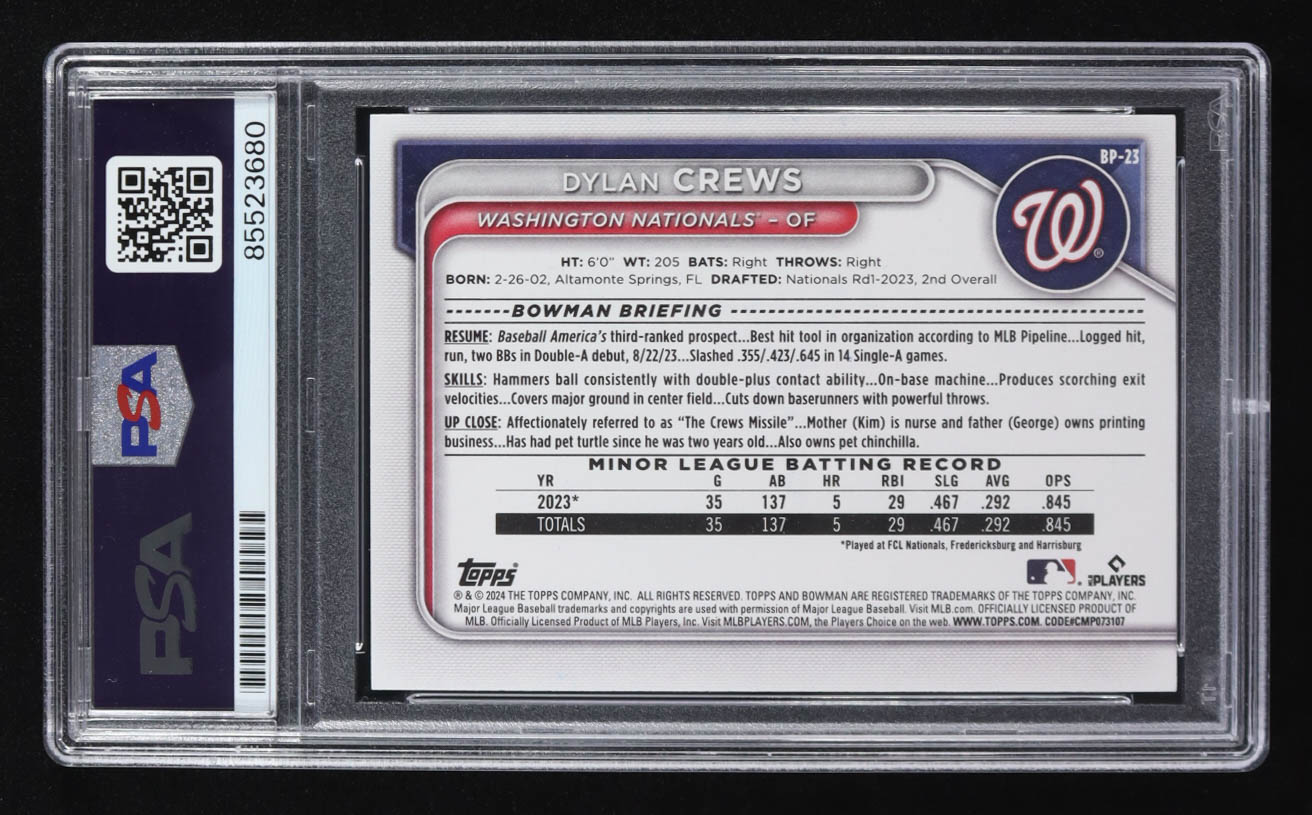 85523680
PSA
PSA
BP-23
DYLAN CREWS
WASHINGTON NATIONALS - OF
W
HT: 6'0" WT: 205 BATS: Right THROWS: Right
BORN: 2-26-02, Altamonte Springs, FL DRAFTED: Nationals Rd1-2023, 2nd Overall
BOWMAN BRIEFING
RESUME: Baseball America's third-ranked prospect...Best hit tool in organization according to MLB Pipeline...Logged hit,
run, two BBs in Double-A debut, 8/22/23...Slashed .355/.423/.645 in 14 Single-A games.
SKILLS: Hammers ball consistently with double-plus contact ability...On-base machine...Produces scorching exit
velocities...Covers major ground in center field...Cuts down baserunners with powerful throws.
UP CLOSE: Affectionately referred to as “The Crews Missile”...Mother (Kim) is nurse and father (George) owns printing
business...Has had pet turtle since he was two years old...Also owns pet chinchilla.
MINOR LEAGUE BATTING RECORD
YR G AB HR RBI SLG AVG OPS
2023* 35 137 5 29 .467 .292 .845
TOTALS 35 137 5 29 .467 .292 .845
*Played at FCL Nationals, Fredericksburg and Harrisburg
Topps
PLAYERS
® & © 2024 THE TOPPS COMPANY, INC. ALL RIGHTS RESERVED. TOPPS AND BOWMAN ARE REGISTERED TRADEMARKS OF THE TOPPS COMPANY, INC.
Major League Baseball trademarks and copyrights are used with permission of Major League Baseball. Visit MLB.com. OFFICIALLY LICENSED PRODUCT OF
MLB. Officially Licensed Product of MLB Players, Inc. Visit MLBPLAYERS.COM, the Players Choice on the web. WWW.TOPPS.COM. CODE#CMP073107
PSA